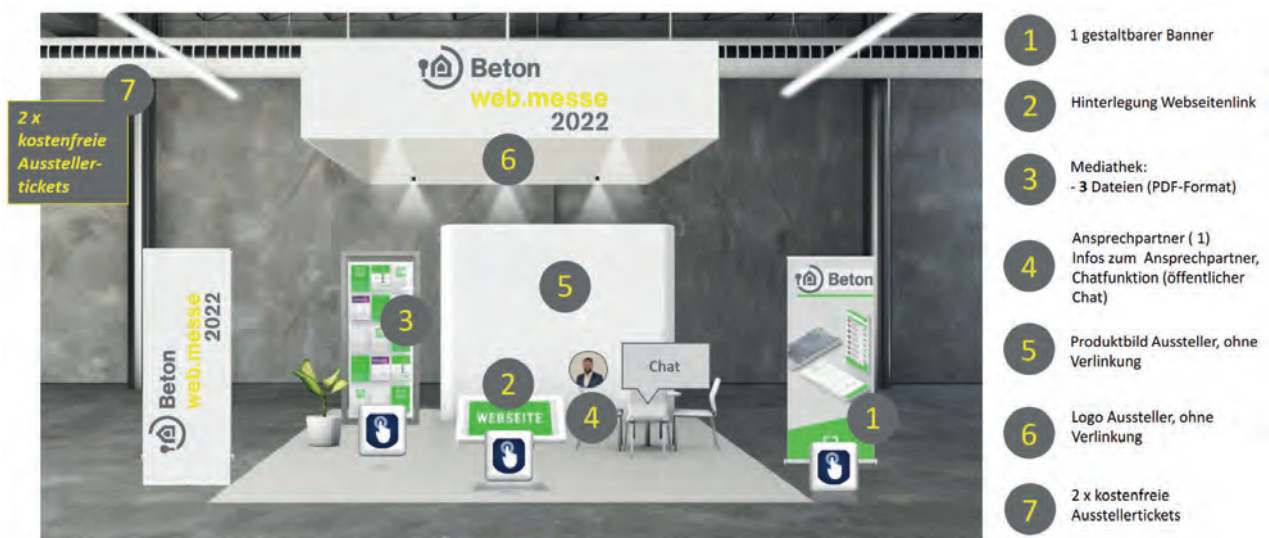 Beton
web.messe
2022
7
2 x
kostenfreie
Aussteller-
tickets
6
5
3
Beton
web.messe
2022
Beton
Chat
2
WEBSEITE
4
1
1
1 gestaltbarer Banner
2
Hinterlegung Webseitenlink
3
Mediathek:
- 3 Dateien (PDF-Format)
4
Ansprechpartner ( 1)
Infos zum Ansprechpartner,
Chatfunktion (öffentlicher
Chat)
5
Produktbild Aussteller, ohne
Verlinkung
6
Logo Aussteller, ohne
Verlinkung
7
2 x kostenfreie
Ausstellertickets